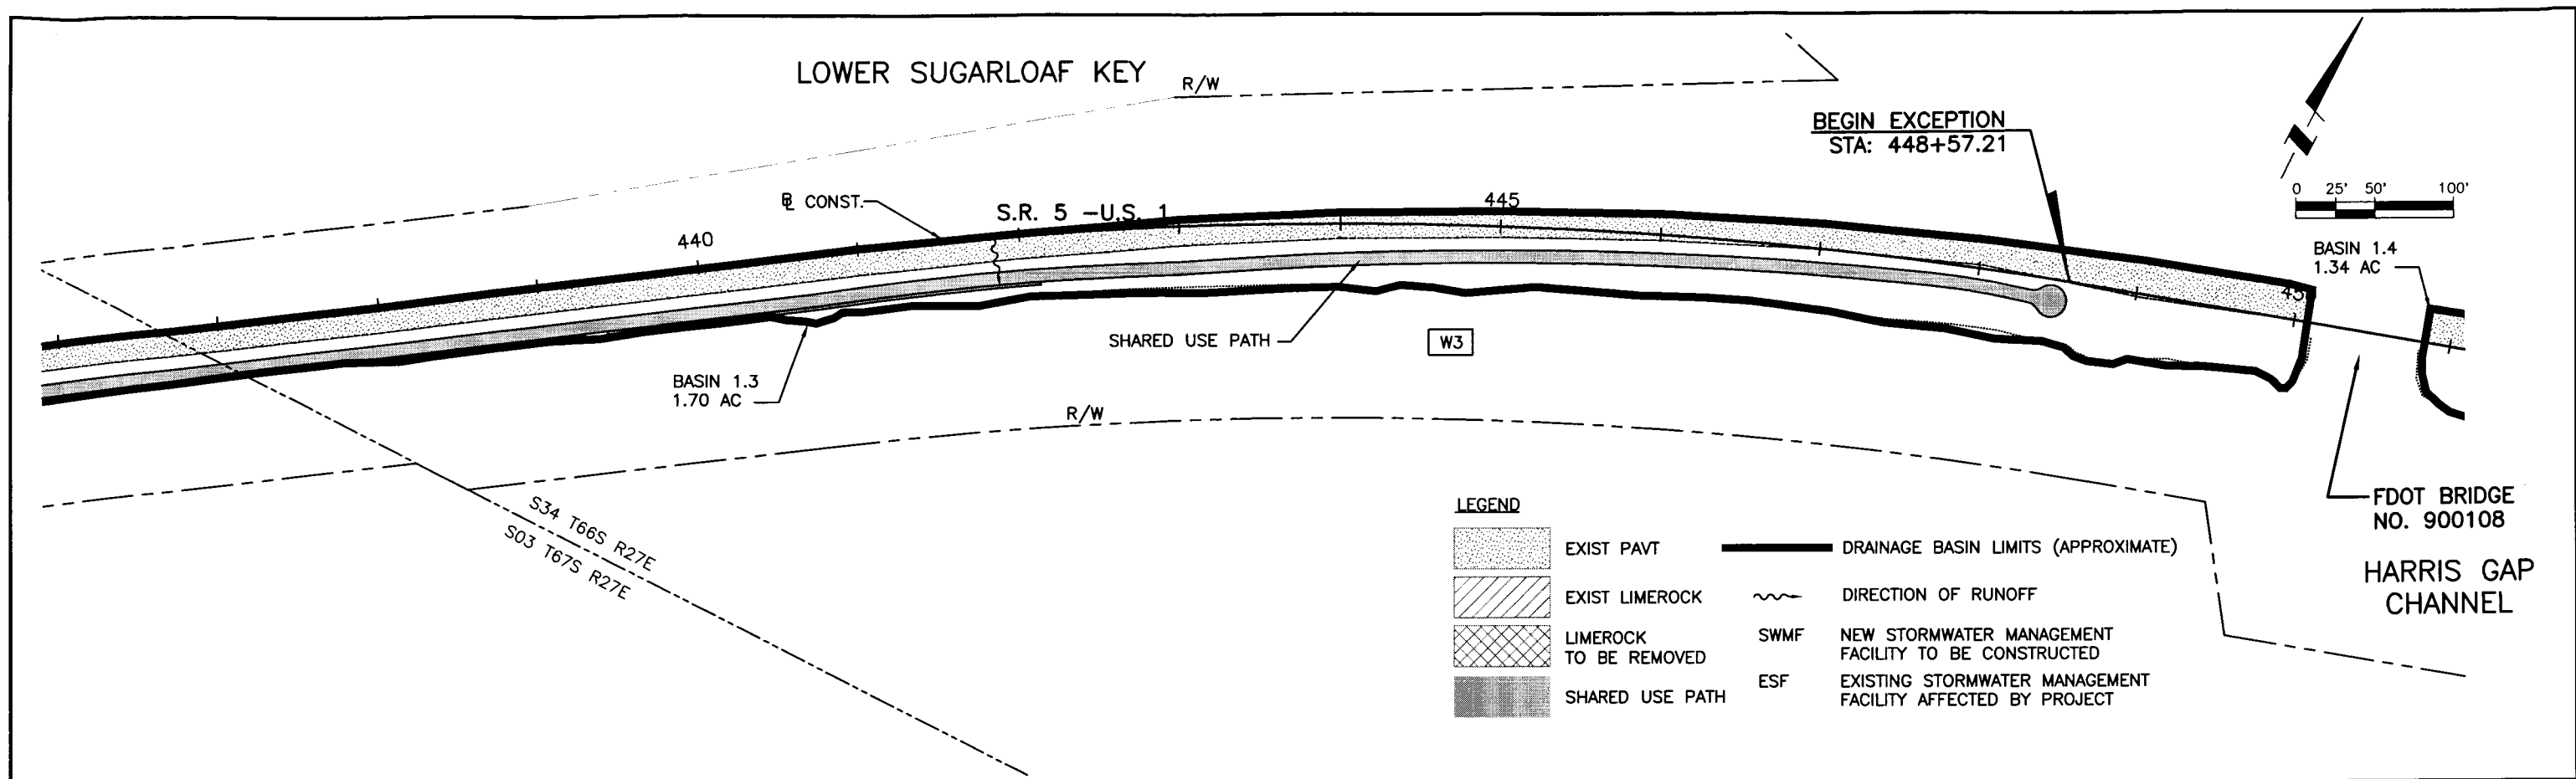 LOWER SUGARLOAF KEY
R/W
BEGIN EXCEPTION
STA: 448+57.21
0 25' 50' 100'
℄ CONST.
S.R. 5 -U.S. 1
445
440
BASIN 1.4
1.34 AC
45
SHARED USE PATH
W3
BASIN 1.3
1.70 AC
R/W
FDOT BRIDGE
NO. 900108
S34 T66S R27E
S03 T67S R27E
HARRIS GAP
CHANNEL
LEGEND
EXIST PAVT
DRAINAGE BASIN LIMITS (APPROXIMATE)
EXIST LIMEROCK
DIRECTION OF RUNOFF
LIMEROCK
TO BE REMOVED
SWMF NEW STORMWATER MANAGEMENT
FACILITY TO BE CONSTRUCTED
SHARED USE PATH
ESF EXISTING STORMWATER MANAGEMENT
FACILITY AFFECTED BY PROJECT